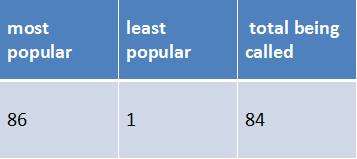 most least total being
popular popular called
86 1 84